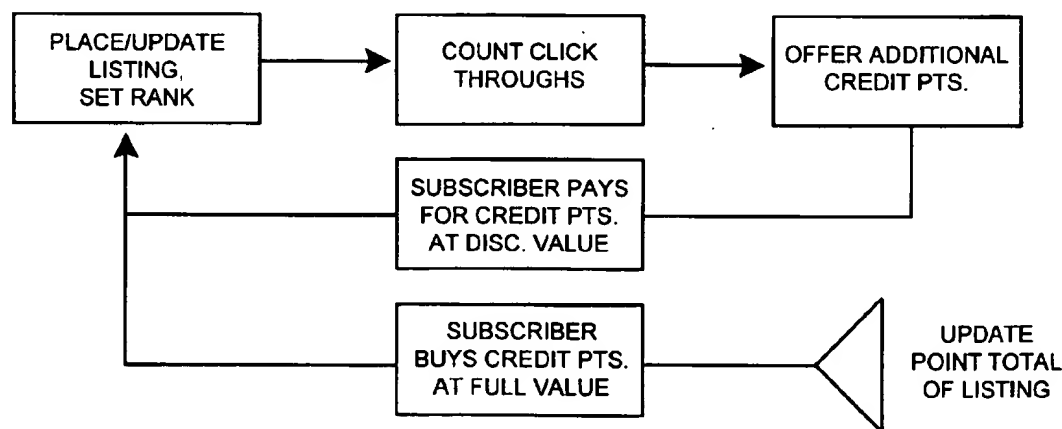 PLACE/UPDATE
LISTING,
SET RANK
COUNT CLICK
THROUGHS
OFFER ADDITIONAL
CREDIT PTS.
SUBSCRIBER PAYS
FOR CREDIT PTS.
AT DISC. VALUE
SUBSCRIBER
BUYS CREDIT PTS.
AT FULL VALUE
UPDATE
POINT TOTAL
OF LISTING